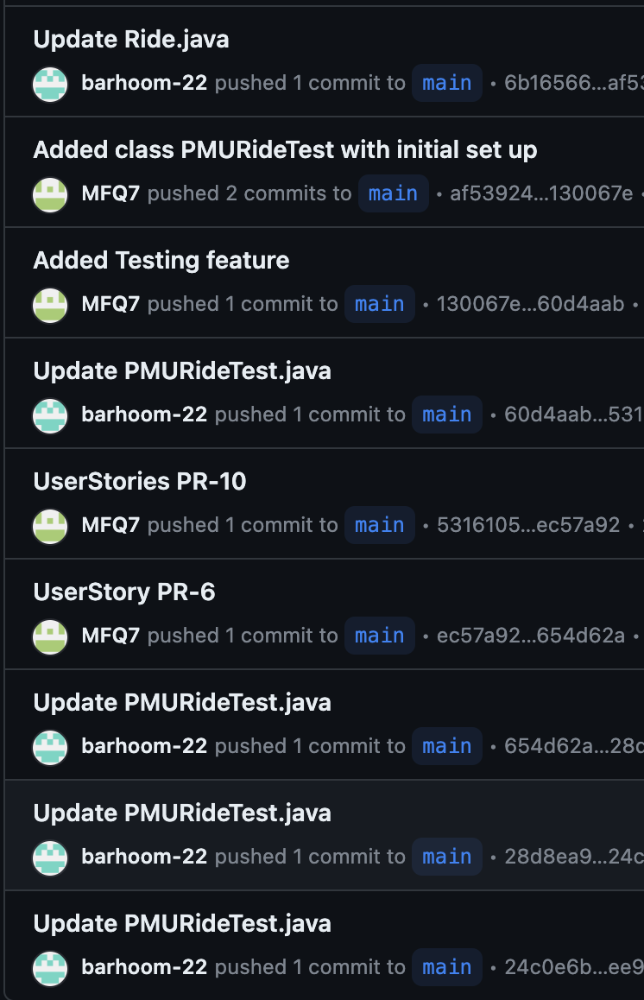 Update Ride.java
barhoom-22 pushed 1 commit to main • 6b16566...af53
Added class PMURideTest with initial set up
MFQ7 pushed 2 commits to main • af53924...130067e •
Added Testing feature
MFQ7 pushed 1 commit to main • 130067e...60d4aab •
Update PMURideTest.java
barhoom-22 pushed 1 commit to main • 60d4aab...531
UserStories PR-10
MFQ7 pushed 1 commit to main • 5316105...ec57a92 •
UserStory PR-6
MFQ7 pushed 1 commit to main • ec57a92...654d62a •
Update PMURideTest.java
barhoom-22 pushed 1 commit to main • 654d62a...28d
Update PMURideTest.java
barhoom-22 pushed 1 commit to main • 28d8ea9...24c
Update PMURideTest.java
barhoom-22 pushed 1 commit to main • 24c0e6b...ee9